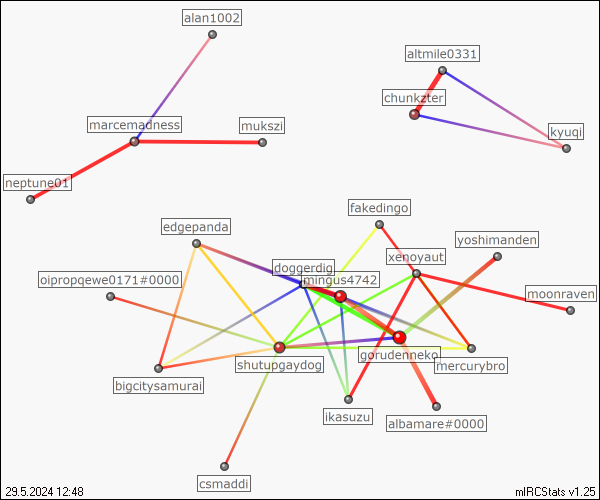 alan1002
altmile0331
chunkzter
marcemadness
mukszi
kyuqi
neptune01
fakedingo
edgepanda
yoshimanden
xenoyaut
doggerdig
mingus4742
oipropqewe0171#0000
moonraven
gorudenneko
shutupgaydog
mercurybro
bigcitysamurai
ikasuzu
albamare#0000
csmaddi
29.5.2024 12:48
mIRCStats v1.25